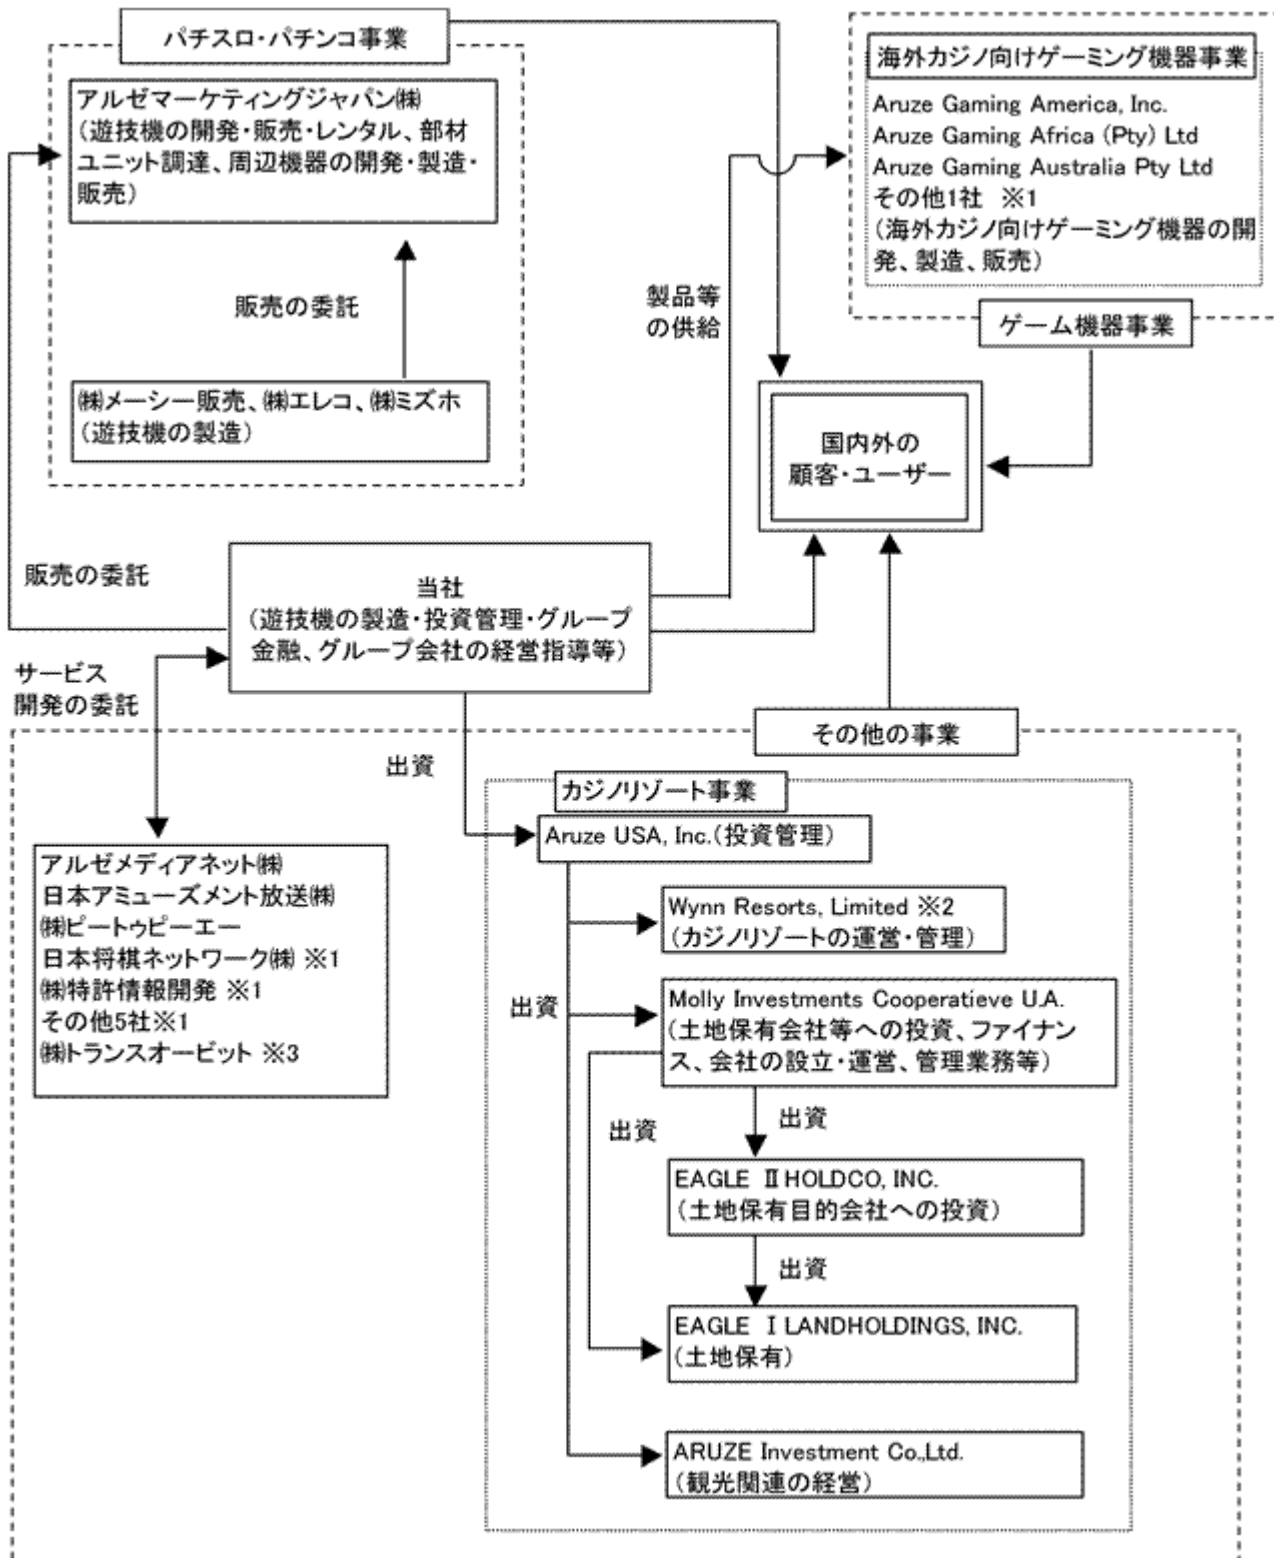 パチスロ・パチンコ事業
アルゼマーケティングジャパン㈱
(遊技機の開発・販売・レンタル、部材
ユニット調達、周辺機器の開発・製造・
販売)
販売の委託
㈱メーシー販売、㈱エレコ、㈱ミズホ
(遊技機の製造)
海外カジノ向けゲーミング機器事業
Aruze Gaming America, Inc.
Aruze Gaming Africa (Pty) Ltd
Aruze Gaming Australia Pty Ltd
その他1社 ※1
(海外カジノ向けゲーミング機器の開
発、製造、販売)
ゲーム機器事業
製品等
の供給
国内外の
顧客・ユーザー
販売の委託
当社
(遊技機の製造・投資管理・グループ
金融、グループ会社の経営指導等)
サービス
開発の委託
その他の事業
出資
カジノリゾート事業
Aruze USA, Inc.(投資管理)
アルゼメディアネット㈱
日本アミューズメント放送㈱
㈱ピートゥピーエー
日本将棋ネットワーク㈱ ※1
㈱特許情報開発 ※1
その他5社※1
㈱トランスオービット ※3
Wynn Resorts, Limited ※2
(カジノリゾートの運営・管理)
出資
Molly Investments Cooperatieve U.A.
(土地保有会社等への投資、ファイナン
ス、会社の設立・運営、管理業務等)
出資
出資
EAGLE Ⅱ HOLDCO, INC.
(土地保有目的会社への投資)
出資
EAGLE Ⅰ LANDHOLDINGS, INC.
(土地保有)
ARUZE Investment Co.,Ltd.
(観光関連の経営)